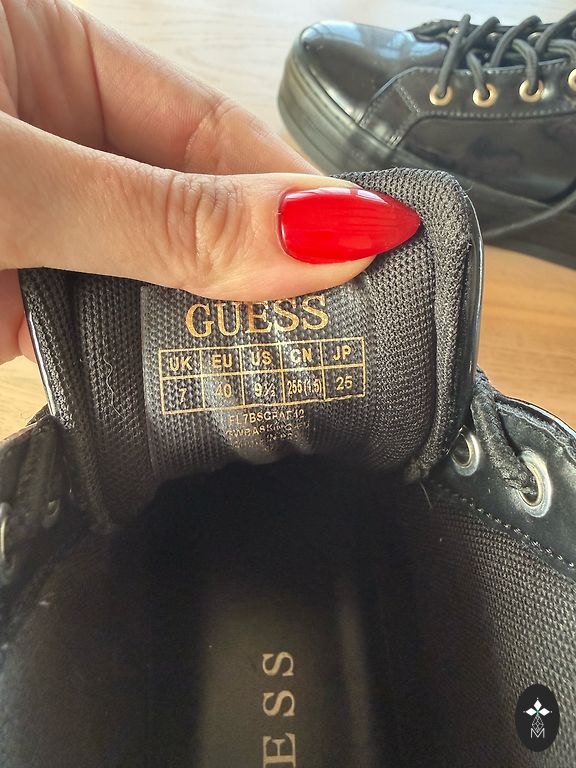 GUESS
UK EU US CN JP
7 40 9½ 255(1.5) 25
ESS
M